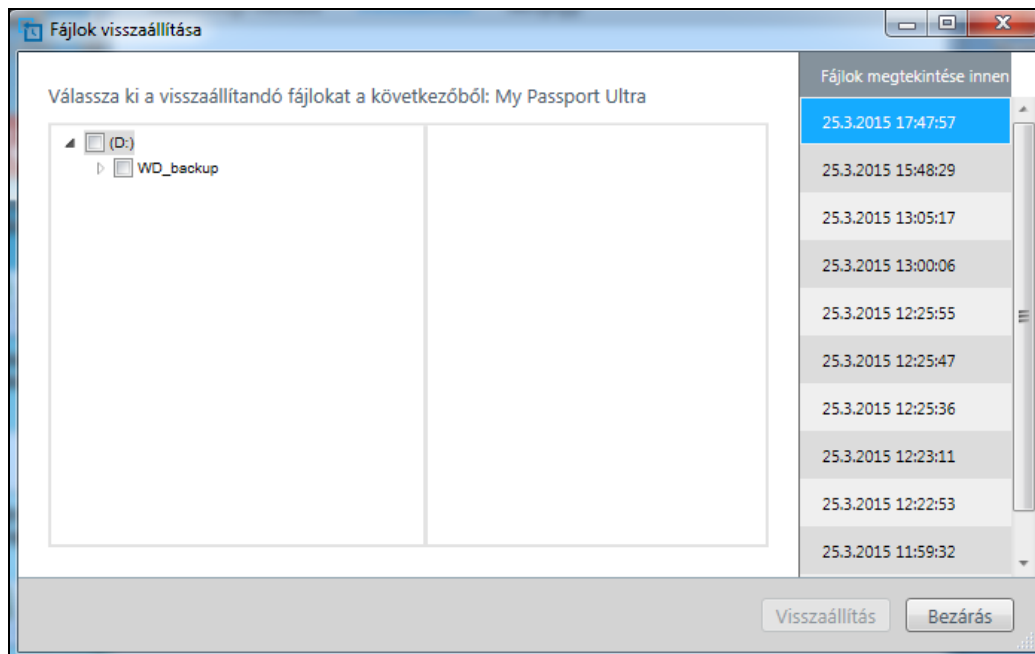 Fájlok visszaállítása
Válassza ki a visszaállítandó fájlokat a következőből: My Passport Ultra
(D:)
WD_backup
Fájlok megtekintése innen
25.3.2015 17:47:57
25.3.2015 15:48:29
25.3.2015 13:05:17
25.3.2015 13:00:06
25.3.2015 12:25:55
25.3.2015 12:25:47
25.3.2015 12:25:36
25.3.2015 12:23:11
25.3.2015 12:22:53
25.3.2015 11:59:32
Visszaállítás
Bezárás